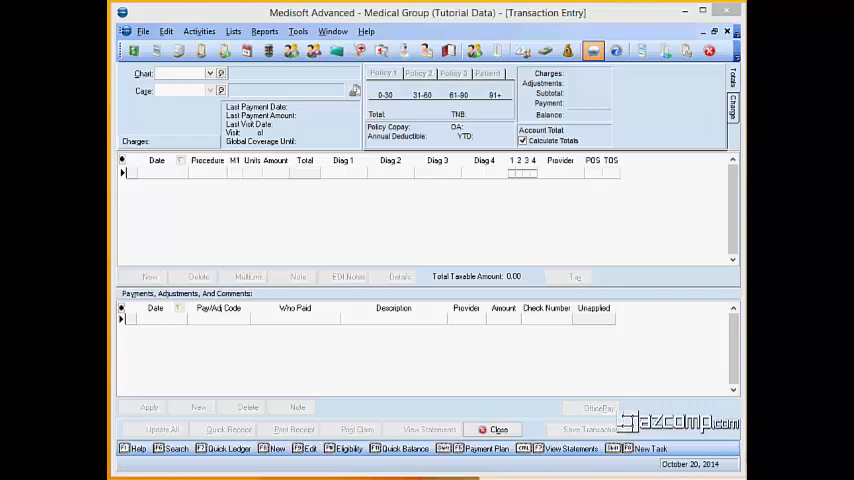 Medisoft Advanced - Medical Group (Tutorial Data) - [Transaction Entry]
File Edit Activities Lists Reports Tools Window Help
Chart:
Case:
Last Payment Date:
Last Payment Amount:
Last Visit Date:
Visit: of
Global Coverage Until:
Charges:
Policy 1 Policy 2 Policy 3 Patient
0-30 31-60 61-90 91+
Total: TNB:
Policy Copay: OA:
Annual Deductible: YTD:
Charges:
Adjustments:
Subtotal:
Payment:
Balance:
Account Total:
Calculate Totals
Totals
Charge
Date Procedure M1 Units Amount Total Diag 1 Diag 2 Diag 3 Diag 4 1 2 3 4 Provider POS TOS
New Delete MultiLink Note EDI Notes Details Total Taxable Amount: 0.00 Tax
Payments, Adjustments, And Comments:
Date Pay/Adj Code Who Paid Description Provider Amount Check Number Unapplied
Apply New Delete Note OfficePay
Update All Quick Receipt Print Receipt Print Claim View Statements Close Save Transactions
azcomp.com
F1 Help F6 Search F7 Quick Ledger F8 New F9 Edit Eligibility F11 Quick Balance Shift F5 Payment Plan F7 View Statements New Task
October 20, 2014